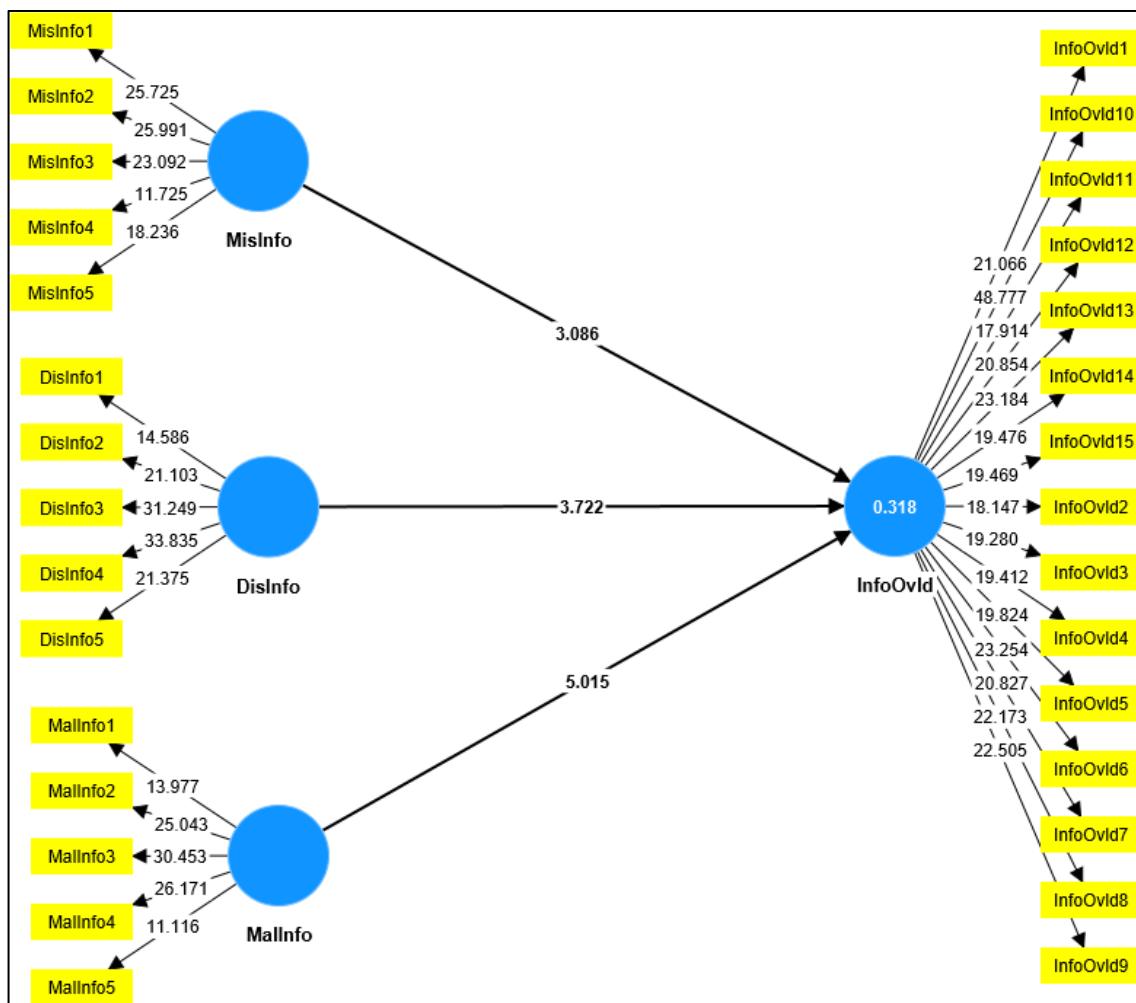 MisInfo1
MisInfo2
MisInfo3
MisInfo4
MisInfo5
25.725
25.991
23.092
11.725
18.236
MisInfo
DisInfo1
DisInfo2
DisInfo3
DisInfo4
DisInfo5
14.586
21.103
31.249
33.835
21.375
DisInfo
MalInfo1
MalInfo2
MalInfo3
MalInfo4
MalInfo5
13.977
25.043
30.453
26.171
11.116
MalInfo
3.086
3.722
5.015
0.318
InfoOvld
21.066
48.777
17.914
20.854
23.184
19.476
19.469
18.147
19.280
19.412
19.824
23.254
20.827
22.173
22.505
InfoOvld1
InfoOvld10
InfoOvld11
InfoOvld12
InfoOvld13
InfoOvld14
InfoOvld15
InfoOvld2
InfoOvld3
InfoOvld4
InfoOvld5
InfoOvld6
InfoOvld7
InfoOvld8
InfoOvld9